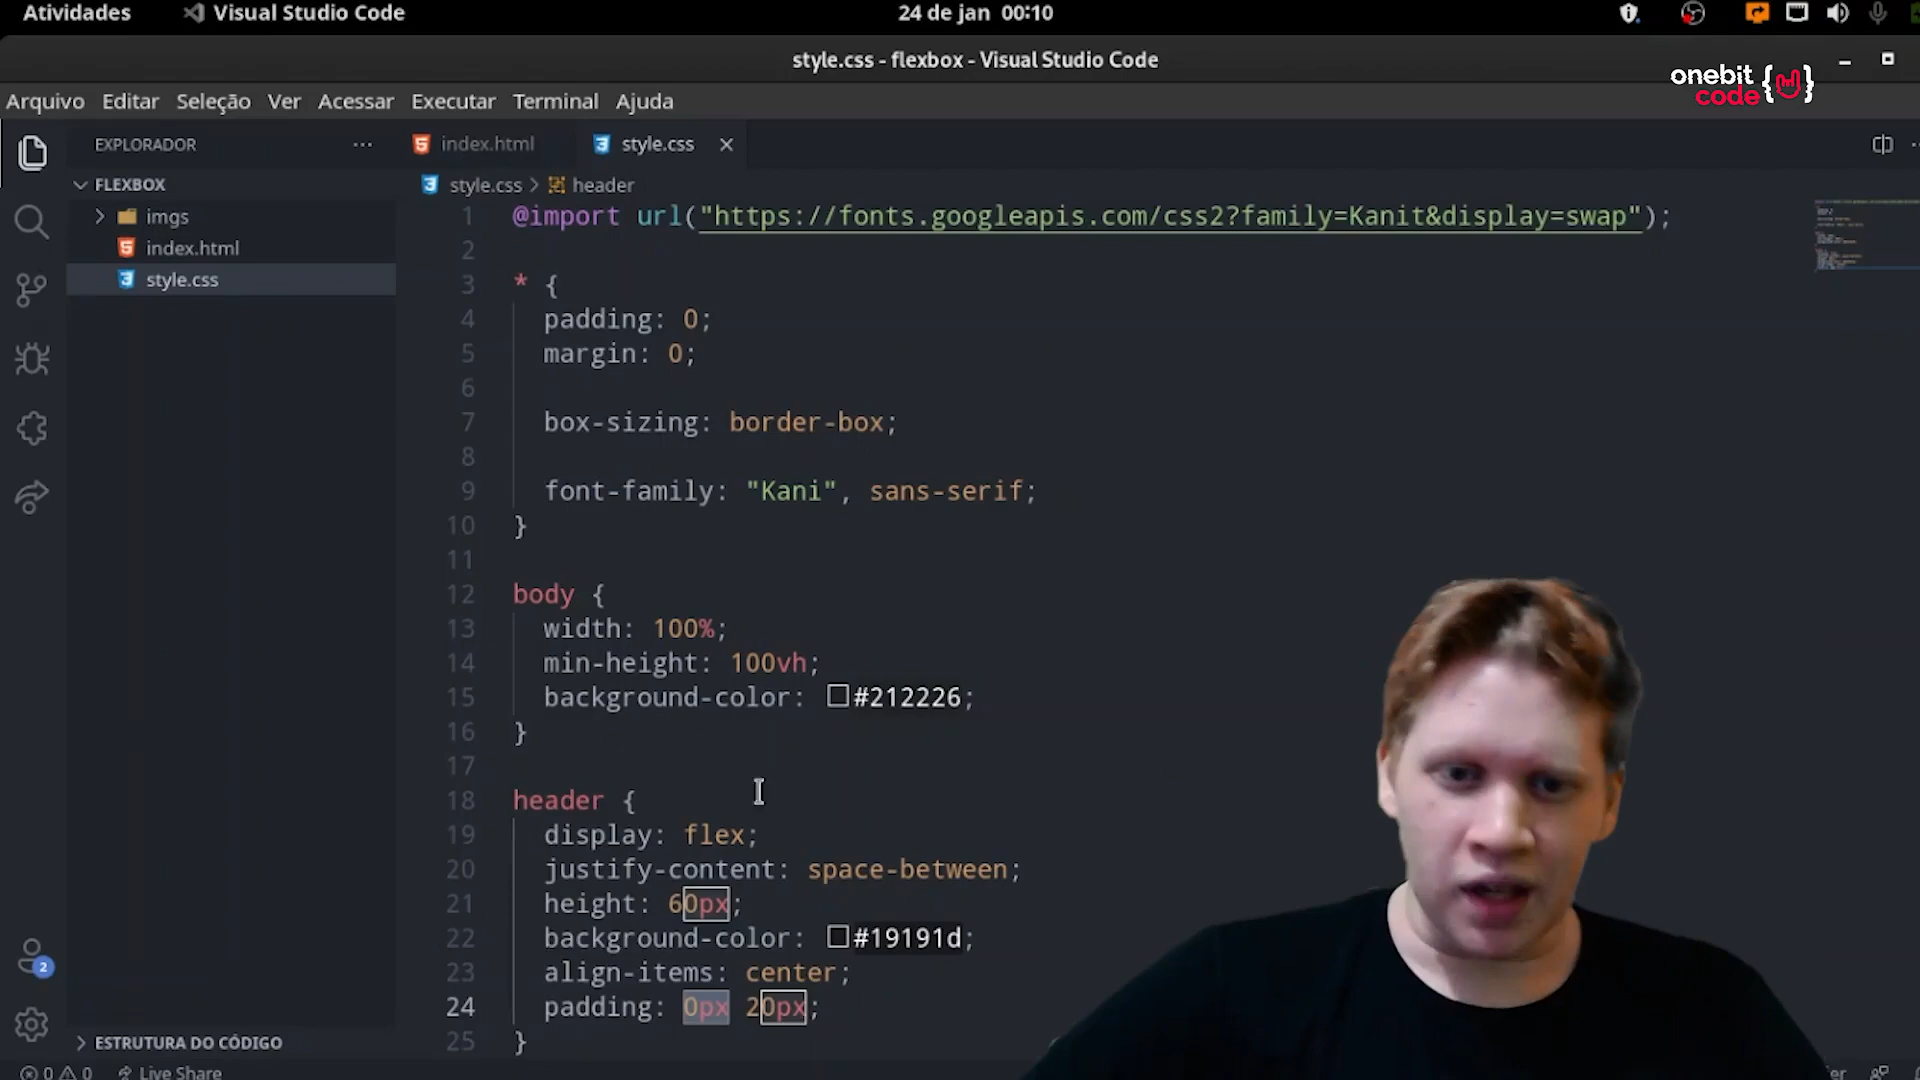 Atividades
Visual Studio Code
24 de jan 00:10
style.css - flexbox - Visual Studio Code
onebit
code
Arquivo Editar Seleção Ver Acessar Executar Terminal Ajuda
EXPLORADOR
index.html
style.css
FLEXBOX
imgs
index.html
style.css
style.css > header
1 @import url("https://fonts.googleapis.com/css2?family=Kanit&display=swap");
2
3 * {
4 padding: 0;
5 margin: 0;
6
7 box-sizing: border-box;
8
9 font-family: "Kani", sans-serif;
10 }
11
12 body {
13 width: 100%;
14 min-height: 100vh;
15 background-color: #212226;
16 }
17
18 header {
19 display: flex;
20 justify-content: space-between;
21 height: 60px;
22 background-color: #19191d;
23 align-items: center;
24 padding: 0px 20px;
25 }
2
ESTRUTURA DO CÓDIGO
0 0 Live Share